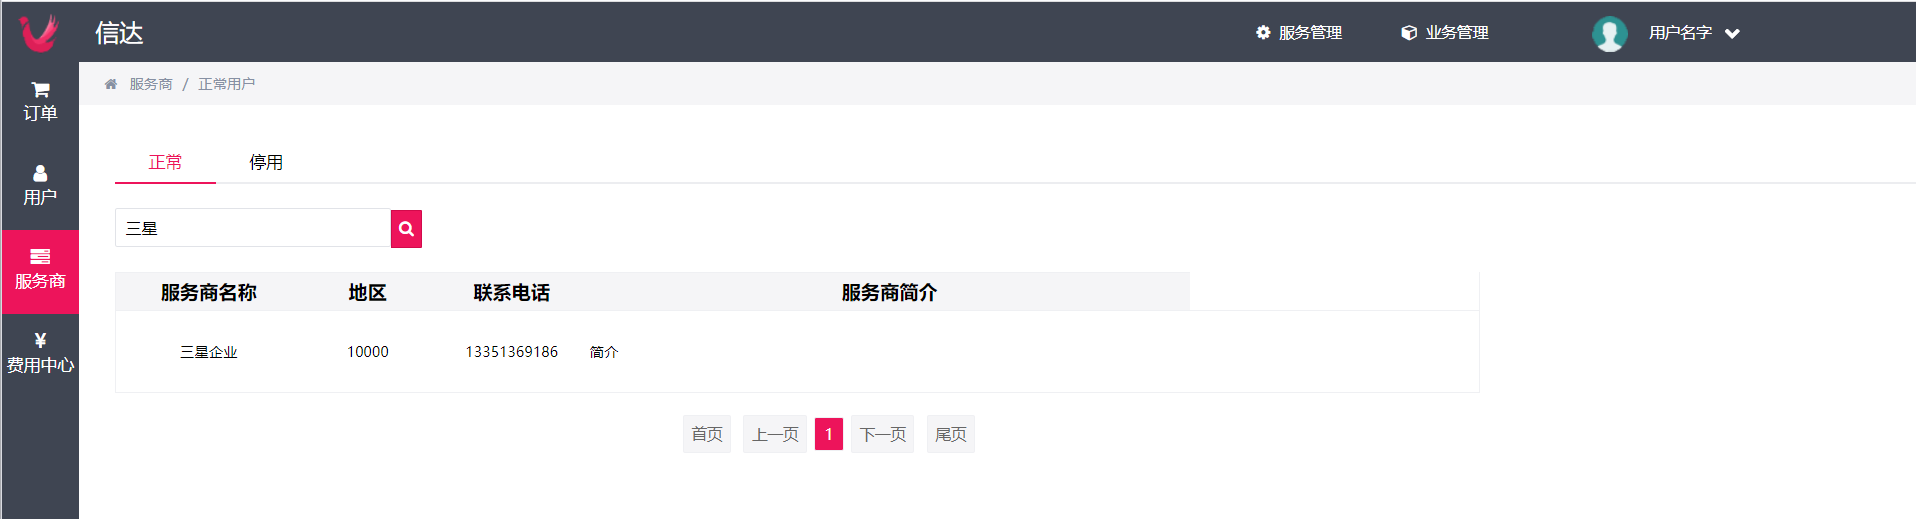 信达
服务管理
业务管理
用户名字
订单
用户
服务商
¥
费用中心
服务商 / 正常用户
正常 停用
三星
服务商名称 地区 联系电话 服务商简介
三星企业 10000 13351369186 简介
首页 上一页 1 下一页 尾页